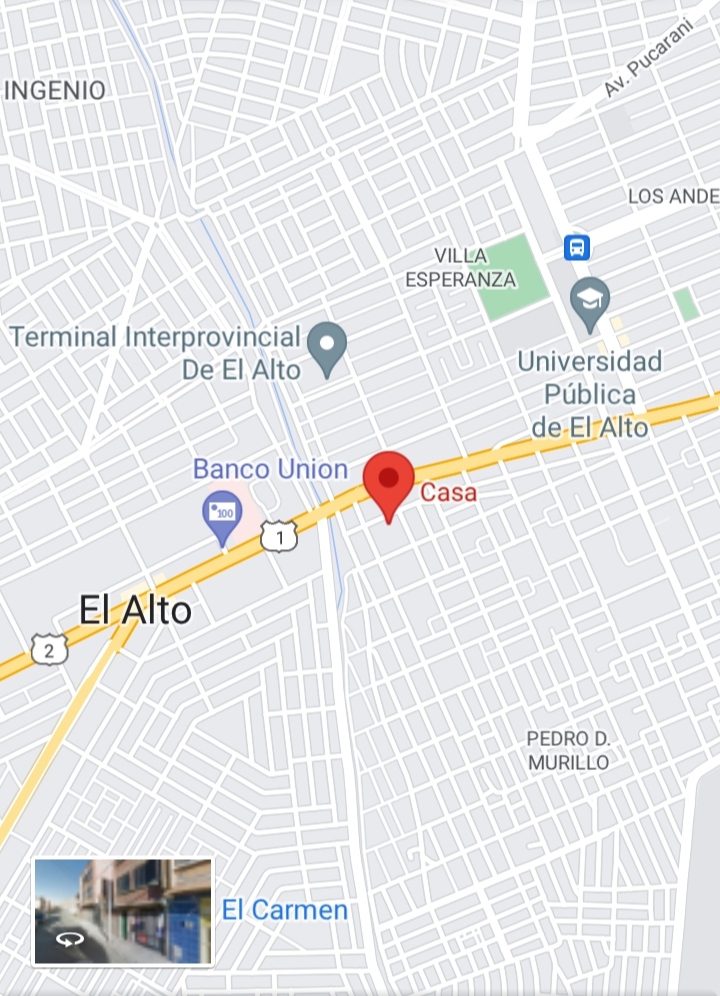 INGENIO
Av. Pucarani
LOS ANDE
VILLA
ESPERANZA
Terminal Interprovincial
De El Alto
Universidad
Pública
de El Alto
Banco Union
100
Casa
1
El Alto
2
PEDRO D.
MURILLO
El Carmen